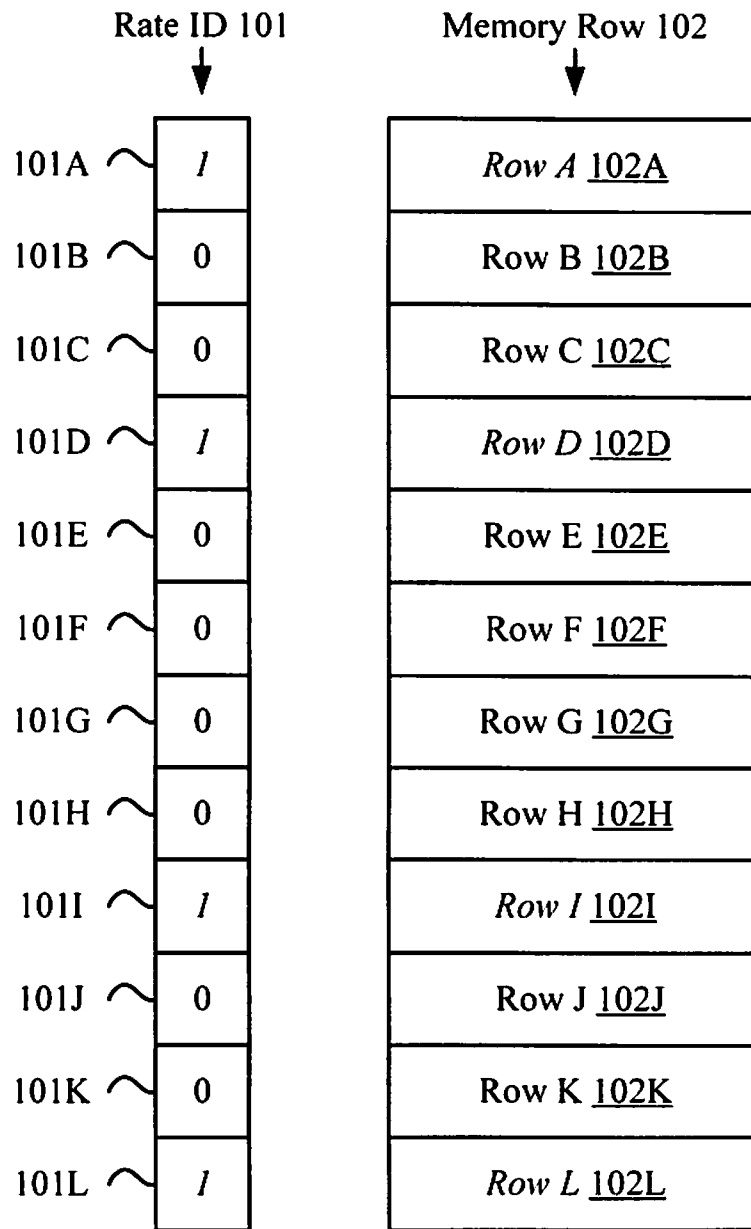 Rate ID 101 Memory Row 102
101A 1 Row A 102A
101B 0 Row B 102B
101C 0 Row C 102C
101D 1 Row D 102D
101E 0 Row E 102E
101F 0 Row F 102F
101G 0 Row G 102G
101H 0 Row H 102H
101I 1 Row I 102I
101J 0 Row J 102J
101K 0 Row K 102K
101L 1 Row L 102L